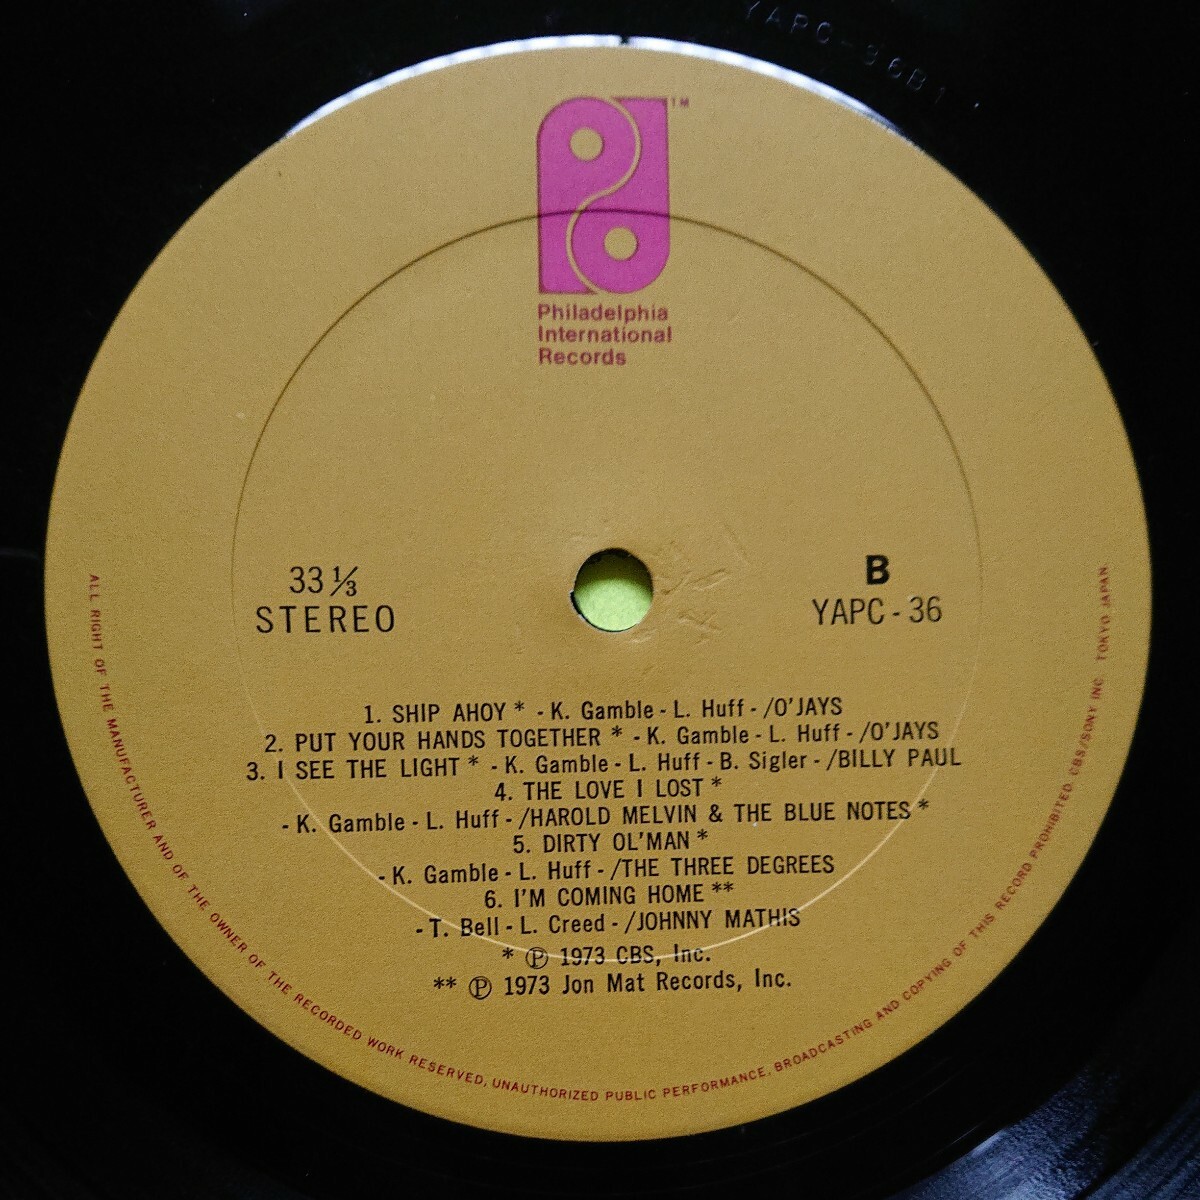 YAPC-36B1
TM
Philadelphia
International
Records
33 1/3
STEREO
B
YAPC - 36
1. SHIP AHOY * - K. Gamble - L. Huff - /O'JAYS
2. PUT YOUR HANDS TOGETHER * - K. Gamble - L. Huff - /O'JAYS
3. I SEE THE LIGHT * - K. Gamble - L. Huff - B. Sigler - /BILLY PAUL
4. THE LOVE I LOST *
- K. Gamble - L. Huff - /HAROLD MELVIN & THE BLUE NOTES *
5. DIRTY OL'MAN *
- K. Gamble - L. Huff - /THE THREE DEGREES
6. I'M COMING HOME **
- T. Bell - L. Creed - /JOHNNY MATHIS
* ℗ 1973 CBS, Inc.
** ℗ 1973 Jon Mat Records, Inc.
ALL RIGHT OF THE MANUFACTURER AND OF THE OWNER OF THE RECORDED WORK RESERVED, UNAUTHORIZED PUBLIC PERFORMANCE, BROADCASTING AND COPYING OF THIS RECORD PROHIBITED. CBS/SONY INC. TOKYO JAPAN.